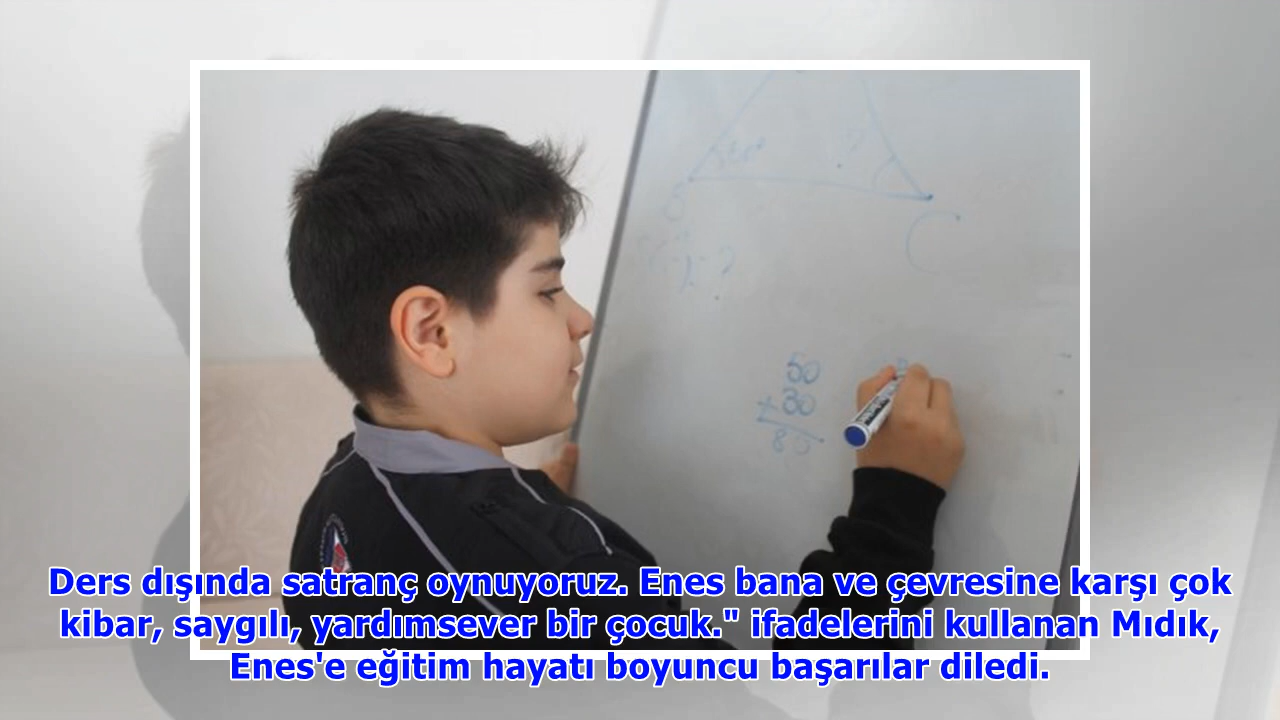 C
50
+ 30
80
Ders dışında satranç oynuyoruz. Enes bana ve çevresine karşı çok
kibar, saygılı, yardımsever bir çocuk." ifadelerini kullanan Mıdık,
Enes'e eğitim hayatı boyuncu başarılar diledi.